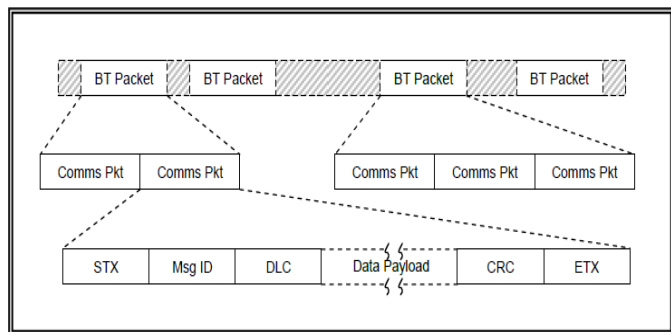 BT Packet BT Packet BT Packet BT Packet
Comms Pkt Comms Pkt Comms Pkt Comms Pkt Comms Pkt
STX Msg ID DLC Data Payload CRC ETX